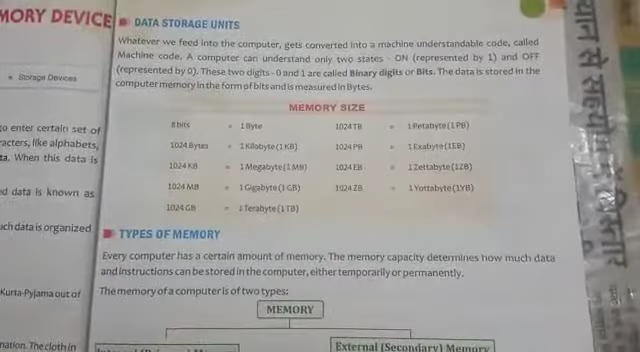 MORY DEVICE
Storage Devices
to enter certain set of
racters, like alphabets,
ta. When this data is
ed data is known as
uch data is organized
Kurta-Pyjama out of
nation. The cloth in
DATA STORAGE UNITS
Whatever we feed into the computer, gets converted into a machine understandable code, called
Machine code. A computer can understand only two states - ON (represented by 1) and OFF
(represented by 0). These two digits - 0 and 1 are called Binary digits or Bits. The data is stored in the
computer memory in the form of bits and is measured in Bytes.
MEMORY SIZE
8 bits = 1 Byte 1024 TB = 1 Petabyte (1 PB)
1024 Bytes = 1 Kilobyte (1 KB) 1024 PB = 1 Exabyte (1EB)
1024 KB = 1 Megabyte (1 MB) 1024 EB = 1 Zettabyte (1ZB)
1024 MB = 1 Gigabyte (1 GB) 1024 ZB = 1 Yottabyte (1YB)
1024 GB = 1 Terabyte (1 TB)
TYPES OF MEMORY
Every computer has a certain amount of memory. The memory capacity determines how much data
and instructions can be stored in the computer, either temporarily or permanently.
The memory of a computer is of two types:
MEMORY
External (Secondary) Memory